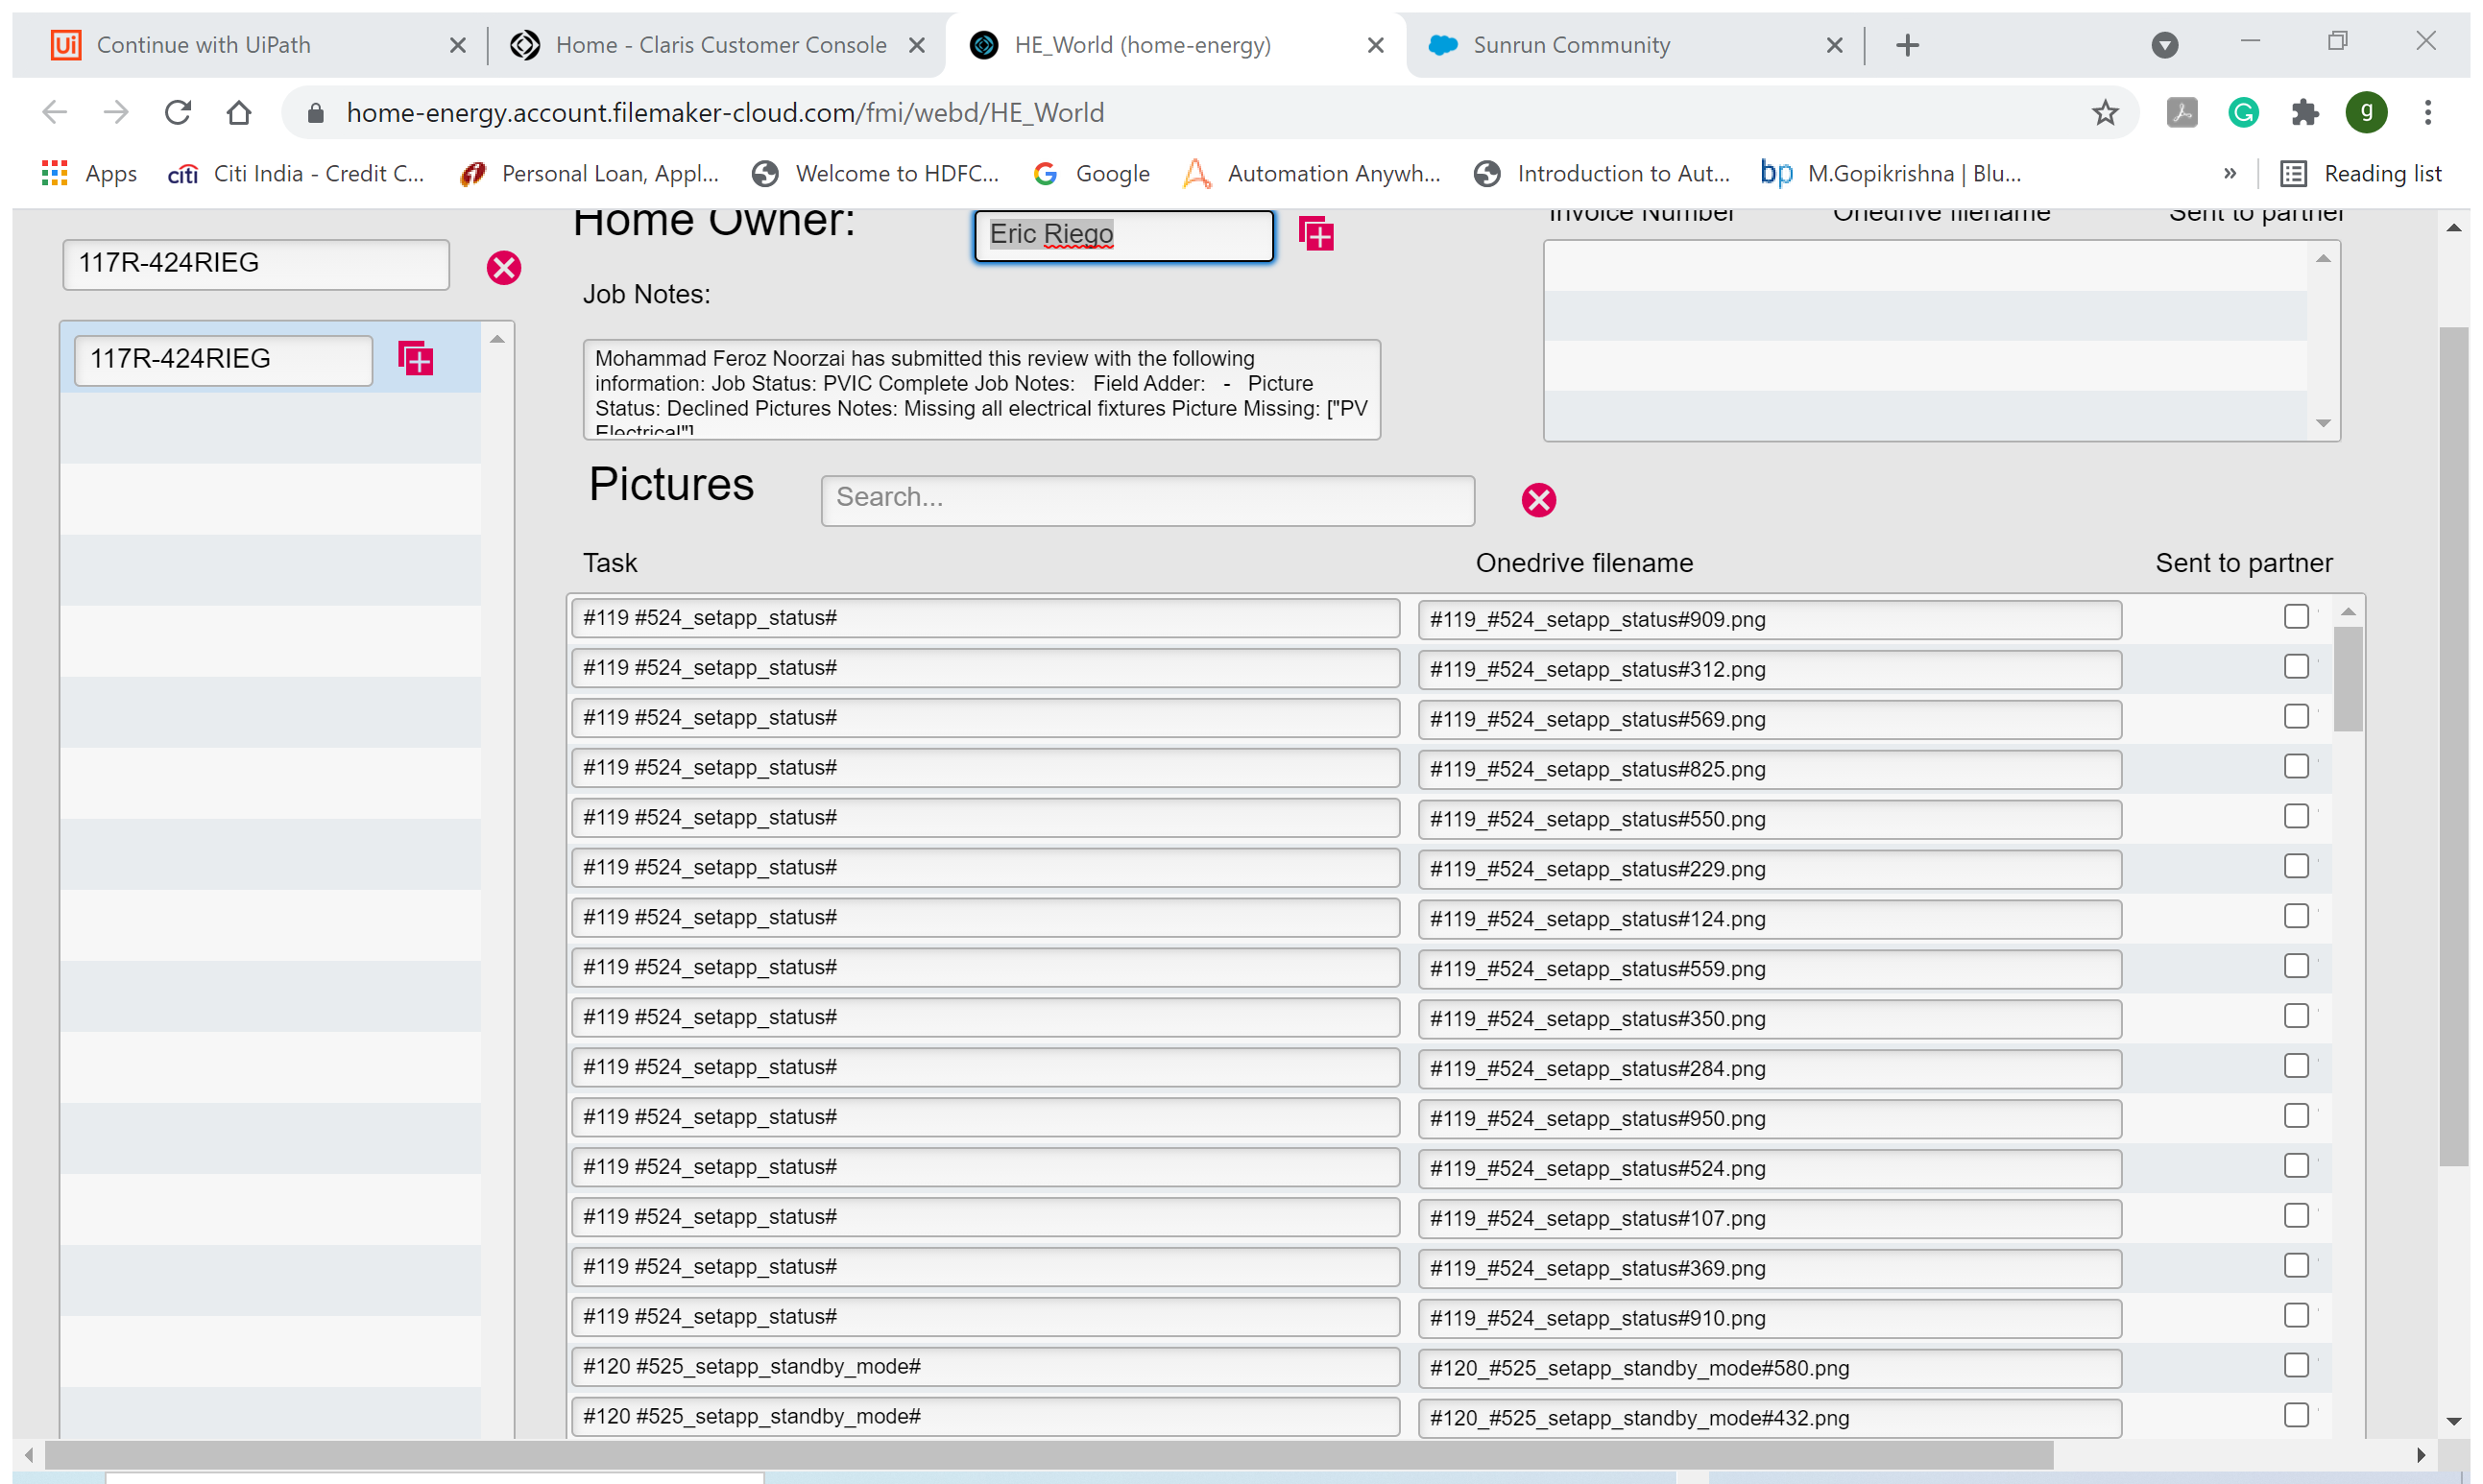 Continue with UiPath
Home - Claris Customer Console
HE_World (home-energy)
Sunrun Community
home-energy.account.filemaker-cloud.com/fmi/webd/HE_World
g
Apps
citi Citi India - Credit C...
Personal Loan, Appl...
Welcome to HDFC...
Google
Automation Anywh...
Introduction to Aut...
bp M.Gopikrishna | Blu...
»
Reading list
117R-424RIEG
117R-424RIEG
Home Owner:
Eric Riego
Invoice Number Onedrive filename Sent to partner
Job Notes:
Mohammad Feroz Noorzai has submitted this review with the following
information: Job Status: PVIC Complete Job Notes: Field Adder: - Picture
Status: Declined Pictures Notes: Missing all electrical fixtures Picture Missing: ["PV
Electrical"]
Pictures
Search...
Task Onedrive filename Sent to partner
#119 #524_setapp_status# #119_#524_setapp_status#909.png
#119 #524_setapp_status# #119_#524_setapp_status#312.png
#119 #524_setapp_status# #119_#524_setapp_status#569.png
#119 #524_setapp_status# #119_#524_setapp_status#825.png
#119 #524_setapp_status# #119_#524_setapp_status#550.png
#119 #524_setapp_status# #119_#524_setapp_status#229.png
#119 #524_setapp_status# #119_#524_setapp_status#124.png
#119 #524_setapp_status# #119_#524_setapp_status#559.png
#119 #524_setapp_status# #119_#524_setapp_status#350.png
#119 #524_setapp_status# #119_#524_setapp_status#284.png
#119 #524_setapp_status# #119_#524_setapp_status#950.png
#119 #524_setapp_status# #119_#524_setapp_status#524.png
#119 #524_setapp_status# #119_#524_setapp_status#107.png
#119 #524_setapp_status# #119_#524_setapp_status#369.png
#119 #524_setapp_status# #119_#524_setapp_status#910.png
#120 #525_setapp_standby_mode# #120_#525_setapp_standby_mode#580.png
#120 #525_setapp_standby_mode# #120_#525_setapp_standby_mode#432.png